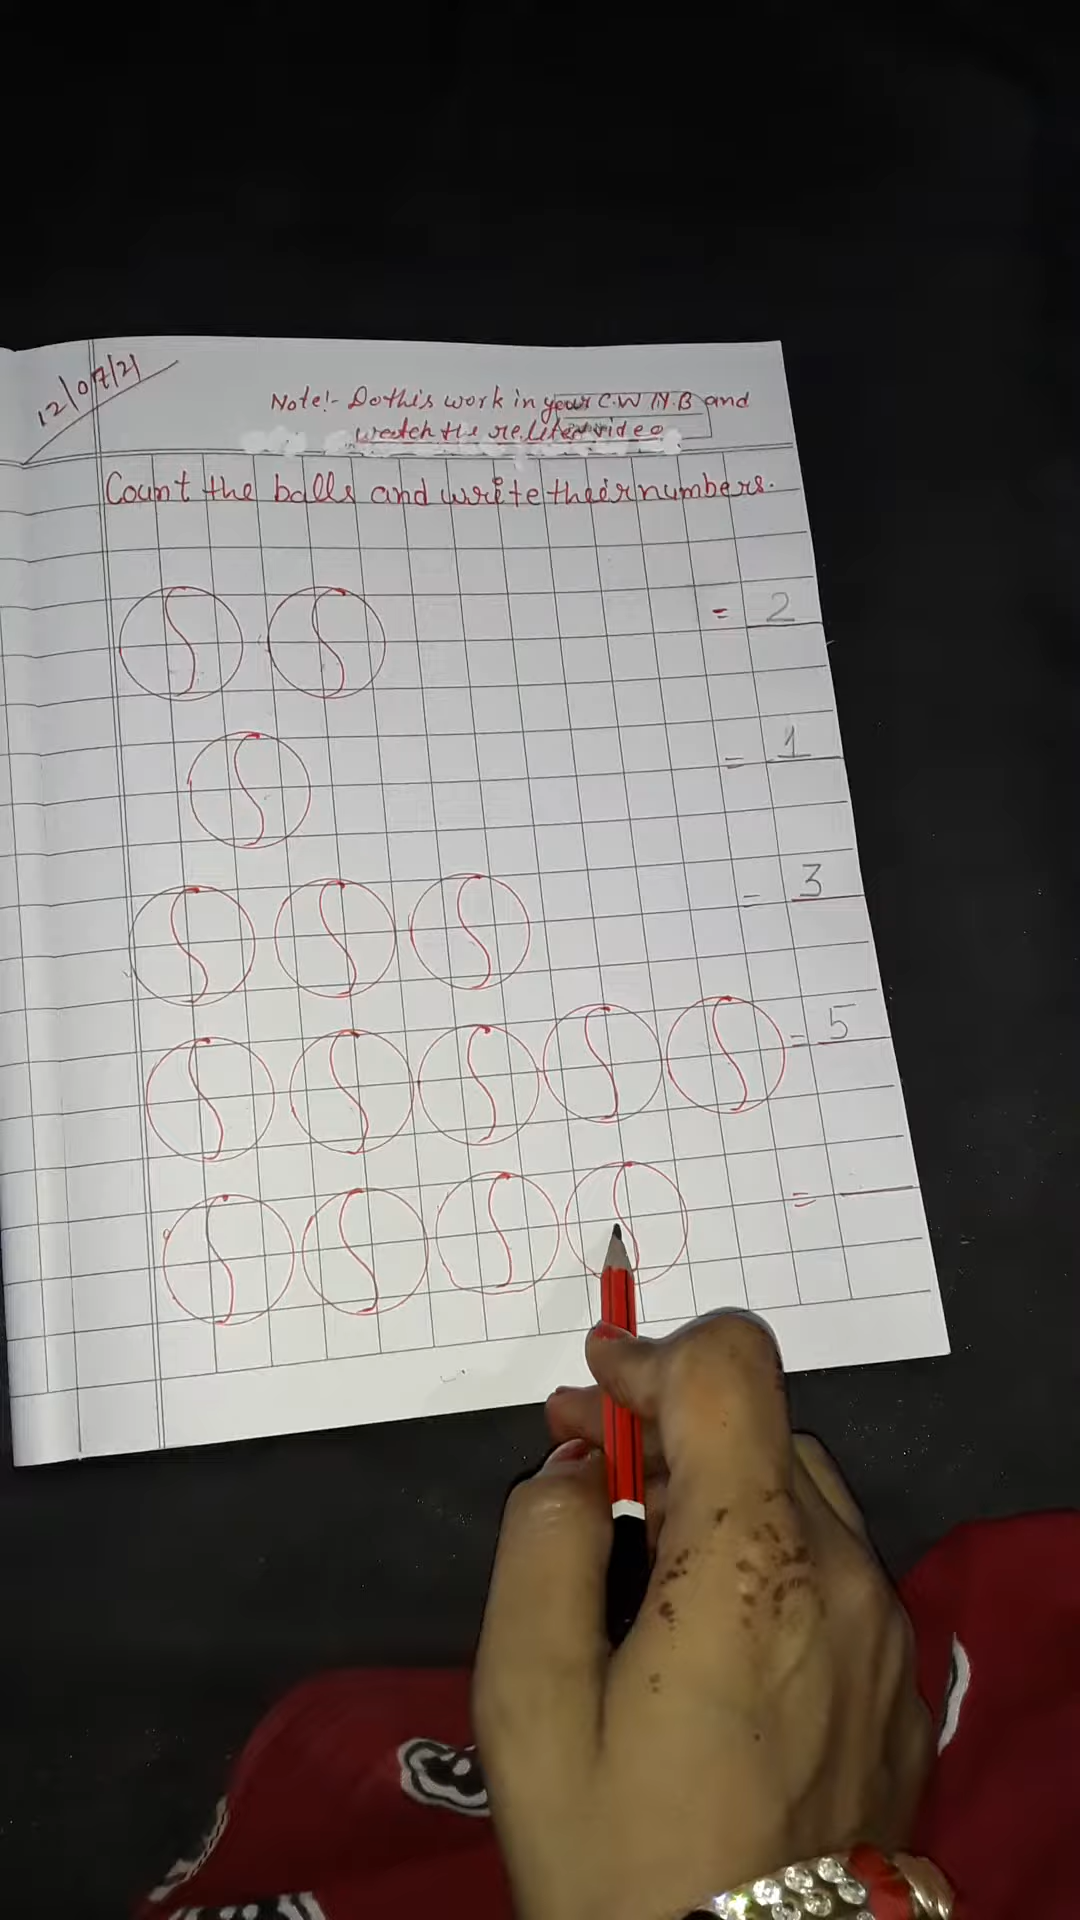 12/07/21
Note!- Do this work in your C.W N.B and
watch the video
Count the balls and write their numbers.
= 2
= 1
= 3
= 5
=